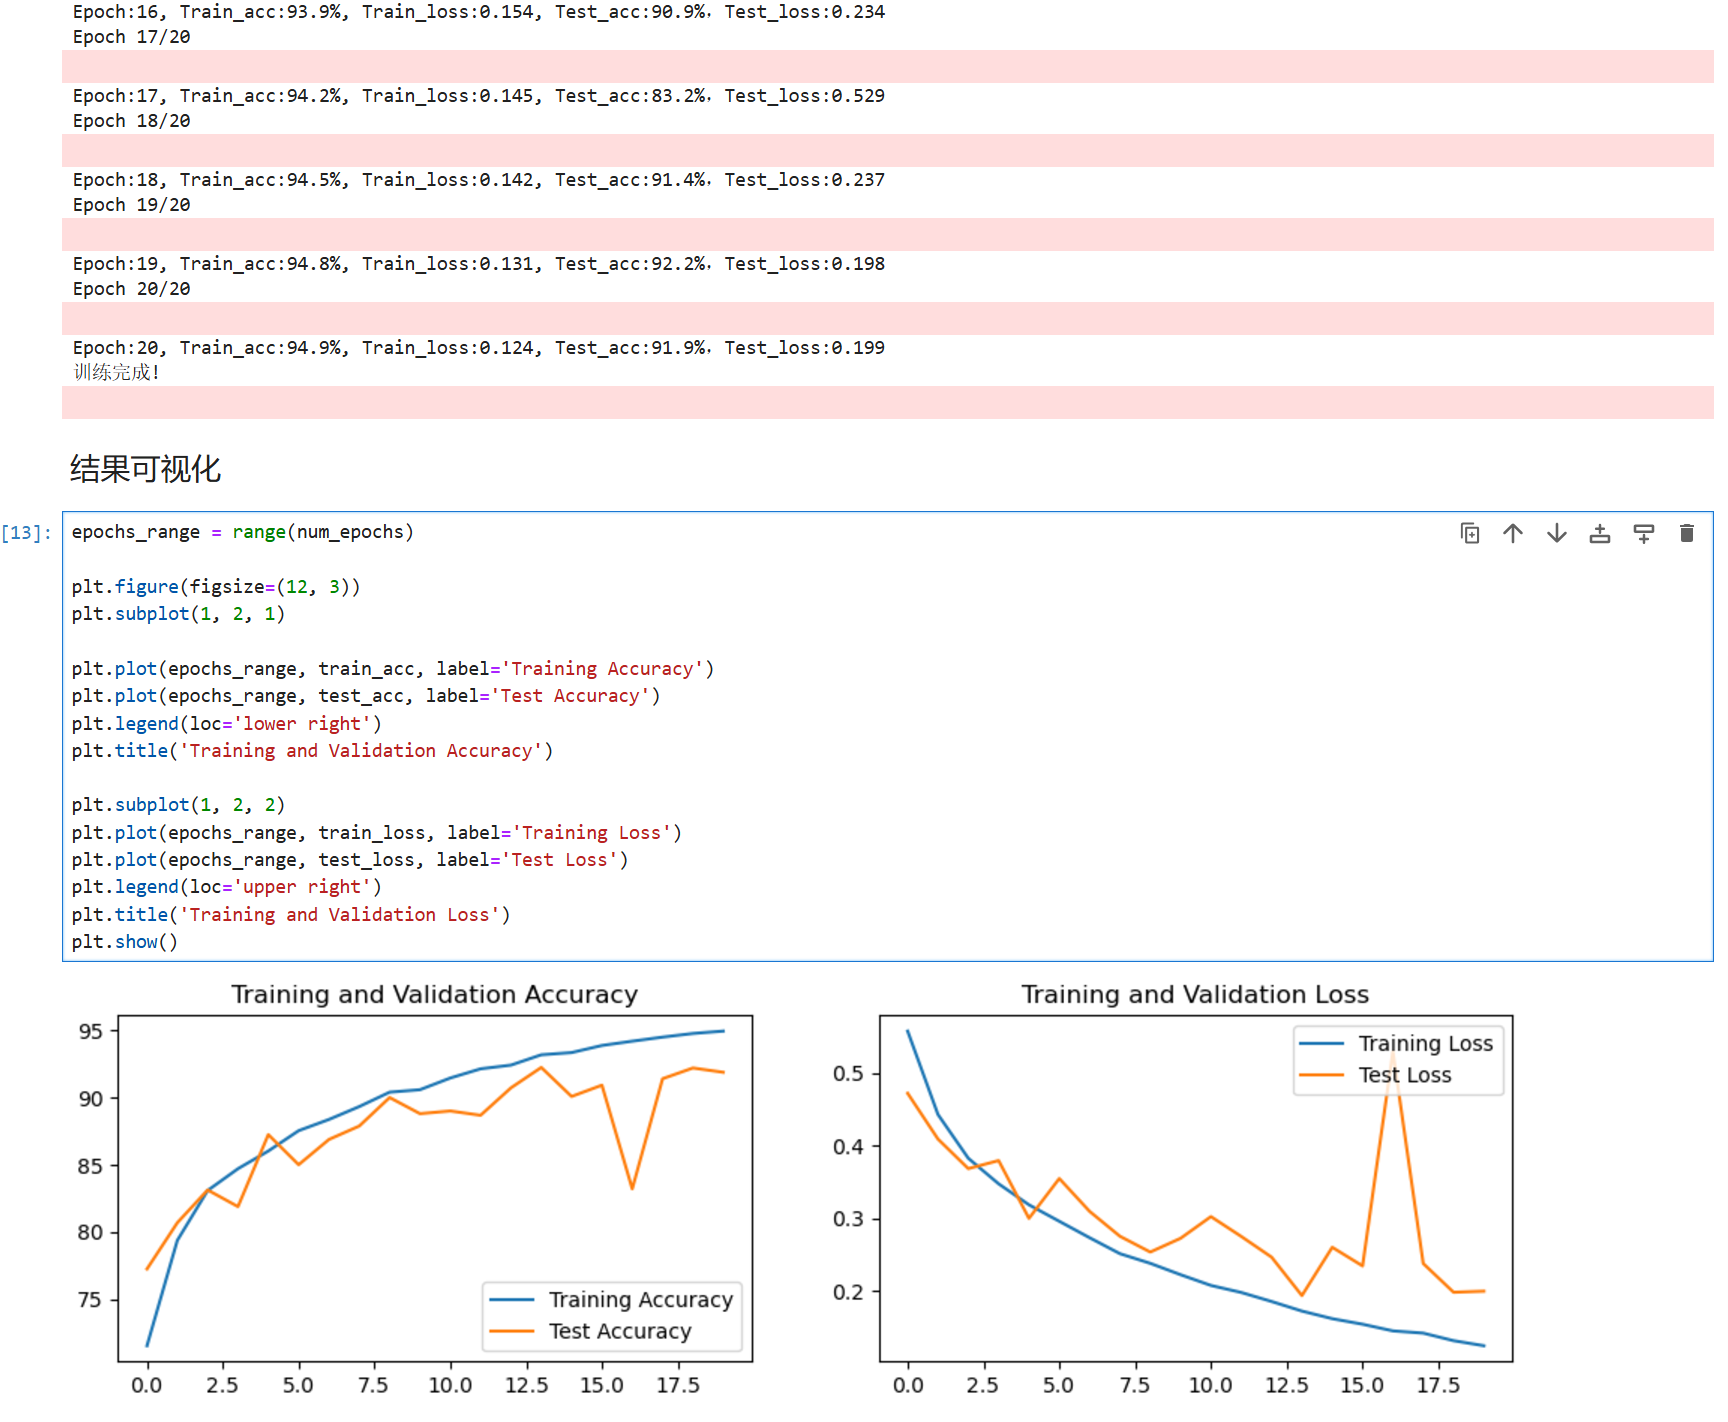 Epoch:16, Train_acc:93.9%, Train_loss:0.154, Test_acc:90.9%，Test_loss:0.234
Epoch 17/20
Epoch:17, Train_acc:94.2%, Train_loss:0.145, Test_acc:83.2%，Test_loss:0.529
Epoch 18/20
Epoch:18, Train_acc:94.5%, Train_loss:0.142, Test_acc:91.4%，Test_loss:0.237
Epoch 19/20
Epoch:19, Train_acc:94.8%, Train_loss:0.131, Test_acc:92.2%，Test_loss:0.198
Epoch 20/20
Epoch:20, Train_acc:94.9%, Train_loss:0.124, Test_acc:91.9%，Test_loss:0.199
训练完成!
结果可视化
[13]: epochs_range = range(num_epochs)
plt.figure(figsize=(12, 3))
plt.subplot(1, 2, 1)
plt.plot(epochs_range, train_acc, label='Training Accuracy')
plt.plot(epochs_range, test_acc, label='Test Accuracy')
plt.legend(loc='lower right')
plt.title('Training and Validation Accuracy')
plt.subplot(1, 2, 2)
plt.plot(epochs_range, train_loss, label='Training Loss')
plt.plot(epochs_range, test_loss, label='Test Loss')
plt.legend(loc='upper right')
plt.title('Training and Validation Loss')
plt.show()
Training and Validation Accuracy
95
90
85
80
75
Training Accuracy
Test Accuracy
0.0 2.5 5.0 7.5 10.0 12.5 15.0 17.5
Training and Validation Loss
Training Loss
Test Loss
0.5
0.4
0.3
0.2
0.0 2.5 5.0 7.5 10.0 12.5 15.0 17.5